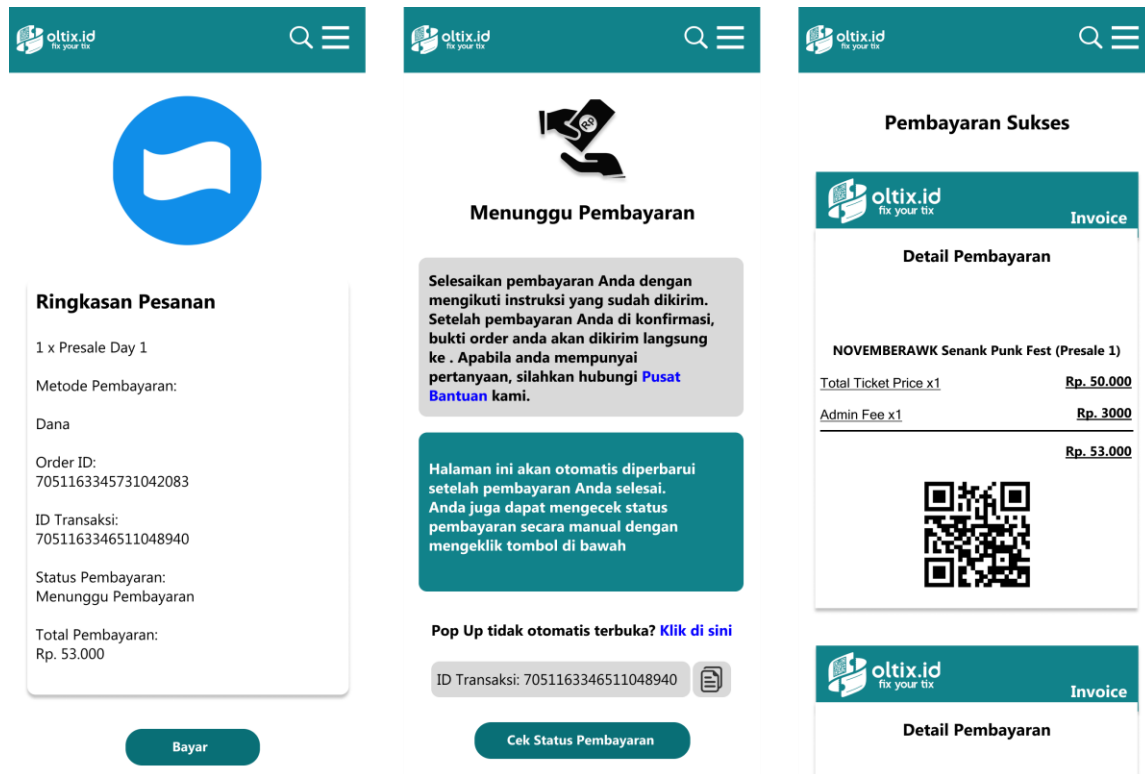 oltix.id
fix your tix
Ringkasan Pesanan
1 x Presale Day 1
Metode Pembayaran:
Dana
Order ID:
7051163345731042083
ID Transaksi:
7051163346511048940
Status Pembayaran:
Menunggu Pembayaran
Total Pembayaran:
Rp. 53.000
Bayar
oltix.id
fix your tix
Rp
Menunggu Pembayaran
Selesaikan pembayaran Anda dengan
mengikuti instruksi yang sudah dikirim.
Setelah pembayaran Anda di konfirmasi,
bukti order anda akan dikirim langsung
ke . Apabila anda mempunyai
pertanyaan, silahkan hubungi Pusat
Bantuan kami.
Halaman ini akan otomatis diperbarui
setelah pembayaran Anda selesai.
Anda juga dapat mengecek status
pembayaran secara manual dengan
mengeklik tombol di bawah
Pop Up tidak otomatis terbuka? Klik di sini
ID Transaksi: 7051163346511048940
Cek Status Pembayaran
oltix.id
fix your tix
Pembayaran Sukses
oltix.id
fix your tix
Invoice
Detail Pembayaran
NOVEMBERAWK Senank Punk Fest (Presale 1)
Total Ticket Price x1 Rp. 50.000
Admin Fee x1 Rp. 3000
Rp. 53.000
oltix.id
fix your tix
Invoice
Detail Pembayaran